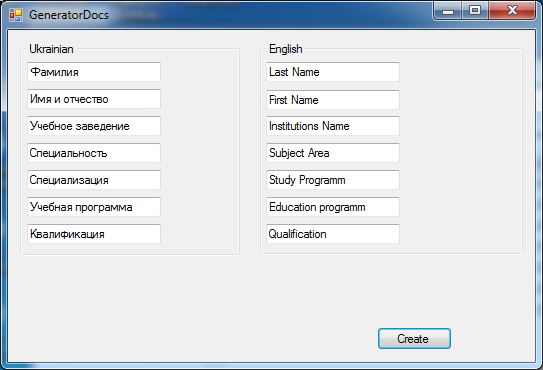 GeneratorDocs
Ukrainian
Фамилия
Имя и отчество
Учебное заведение
Специальность
Специализация
Учебная программа
Квалификация
English
Last Name
First Name
Institutions Name
Subject Area
Study Programm
Education programm
Qualification
Create